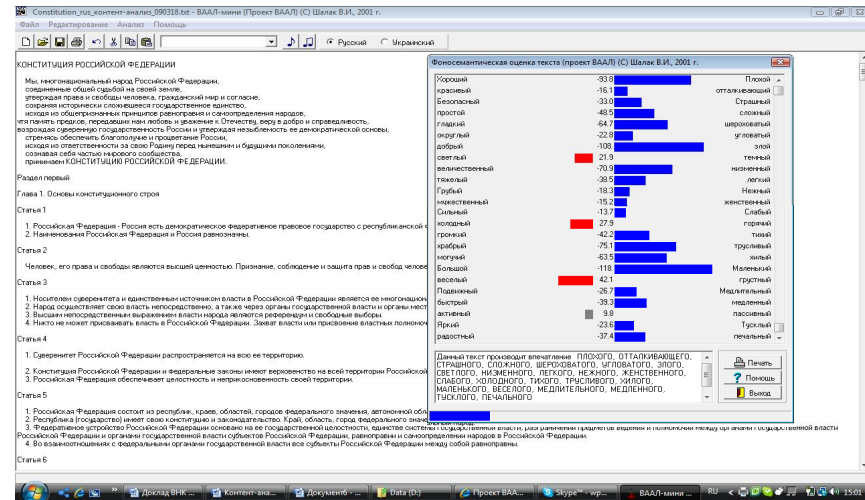 Constitution_rus_контент-анализ_090318.txt - ВААЛ-мини (Проект ВААЛ) (C) Шалак В.И., 2001 г.
Файл Редактирование Анализ Помощь
Русский Украинский
КОНСТИТУЦИЯ РОССИЙСКОЙ ФЕДЕРАЦИИ
Мы, многонациональный народ Российской Федерации,
соединенные общей судьбой на своей земле,
утверждая права и свободы человека, гражданский мир и согласие,
сохраняя исторически сложившееся государственное единство,
исходя из общепризнанных принципов равноправия и самоопределения народов,
чтя память предков, передавших нам любовь и уважение к Отечеству, веру в добро и справедливость,
возрождая суверенную государственность России и утверждая незыблемость ее демократической основы,
стремясь обеспечить благополучие и процветание России,
исходя из ответственности за свою Родину перед нынешним и будущими поколениями,
сознавая себя частью мирового сообщества,
принимаем КОНСТИТУЦИЮ РОССИЙСКОЙ ФЕДЕРАЦИИ.
Раздел первый
Глава 1. Основы конституционного строя
Статья 1
1. Российская Федерация - Россия есть демократическое федеративное правовое государство с республиканской
2. Наименования Российская Федерация и Россия равнозначны.
Статья 2
Человек, его права и свободы являются высшей ценностью. Признание, соблюдение и защита прав и свобод
Статья 3
1. Носителем суверенитета и единственным источником власти в Российской Федерации является ее
2. Народ осуществляет свою власть непосредственно, а также через органы государственной власти и органы
3. Высшим непосредственным выражением власти народа являются референдум и свободные выборы.
4. Никто не может присваивать власть в Российской Федерации. Захват власти или присвоение властных
Статья 4
1. Суверенитет Российской Федерации распространяется на всю ее территорию.
2. Конституция Российской Федерации и федеральные законы имеют верховенство на всей территории Российской
3. Российская Федерация обеспечивает целостность и неприкосновенность своей территории.
Статья 5
1. Российская Федерация состоит из республик, краев, областей, городов федерального значения, автономной
2. Республика (государство) имеет свою конституцию и законодательство. Край, область, город федерального
3. Федеративное устройство Российской Федерации основано на ее государственной целостности, единстве системы государственной власти, разграничении предметов ведения и полномочий между органами государственной власти
Российской Федерации и органами государственной власти субъектов Российской Федерации, равноправии и самоопределении народов в Российской Федерации.
4. Во взаимоотношениях с федеральными органами государственной власти все субъекты Российской Федерации между собой равноправны.
Статья 6
Фоносемантическая оценка текста (проект ВААЛ) (C) Шалак В.И., 2001 г.
Хороший -93.8 Плохой
красивый -16.1 отталкивающий
Безопасный -33.0 Страшный
простой -48.5 сложный
гладкий -64.7 шероховатый
округлый -22.8 угловатый
добрый -108. злой
светлый 21.9 темный
величественный -70.9 низменный
тяжелый -38.5 легкий
Грубый -18.3 Нежный
мужественный -15.2 женственный
Сильный -13.7 Слабый
холодный 27.9 горячий
громкий -42.2 тихий
храбрый -75.1 трусливый
могучий -63.5 хилый
Большой -118. Маленький
веселый 42.1 грустный
Подвижный -26.7 Медлительный
быстрый -39.3 медленный
активный 9.8 пассивный
Яркий -23.6 Тусклый
радостный -37.4 печальный
Данный текст производит впечатление ПЛОХОГО, ОТТАЛКИВАЮЩЕГО,
СТРАШНОГО, СЛОЖНОГО, ШЕРОХОВАТОГО, УГЛОВАТОГО, ЗЛОГО,
СВЕТЛОГО, НИЗМЕННОГО, ЛЕГКОГО, НЕЖНОГО, ЖЕНСТВЕННОГО,
СЛАБОГО, ХОЛОДНОГО, ТИХОГО, ТРУСЛИВОГО, ХИЛОГО,
МАЛЕНЬКОГО, ВЕСЕЛОГО, МЕДЛИТЕЛЬНОГО, МЕДЛЕННОГО,
ТУСКЛОГО, ПЕЧАЛЬНОГО
Печать
Помощь
Выход
Доклад ВНК ... Контент-ана... Документ6 - ... Data (D:) Проект ВАА... Skype™ - wp... ВААЛ-мини ... RU 15:01